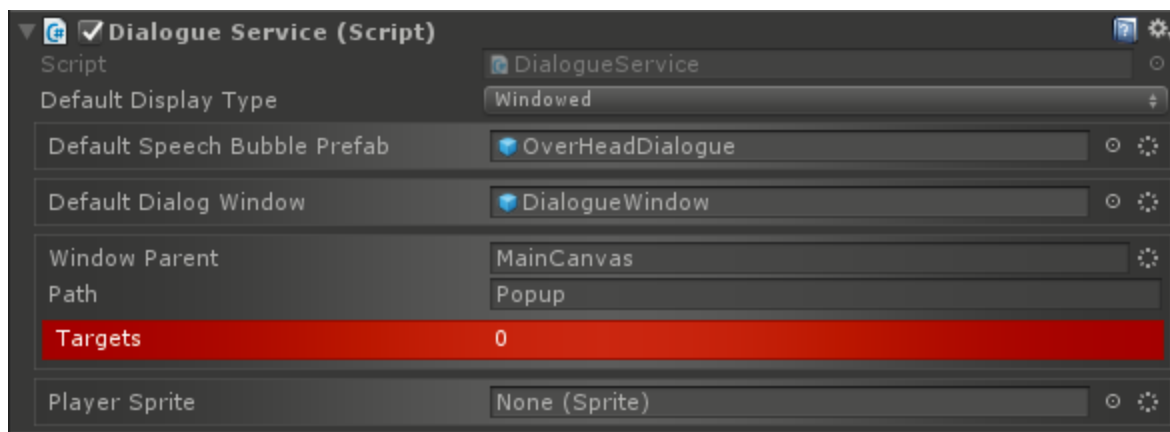 Dialogue Service (Script)
Script DialogueService
Default Display Type Windowed
Default Speech Bubble Prefab OverHeadDialogue
Default Dialog Window DialogueWindow
Window Parent MainCanvas
Path Popup
Targets 0
Player Sprite None (Sprite)